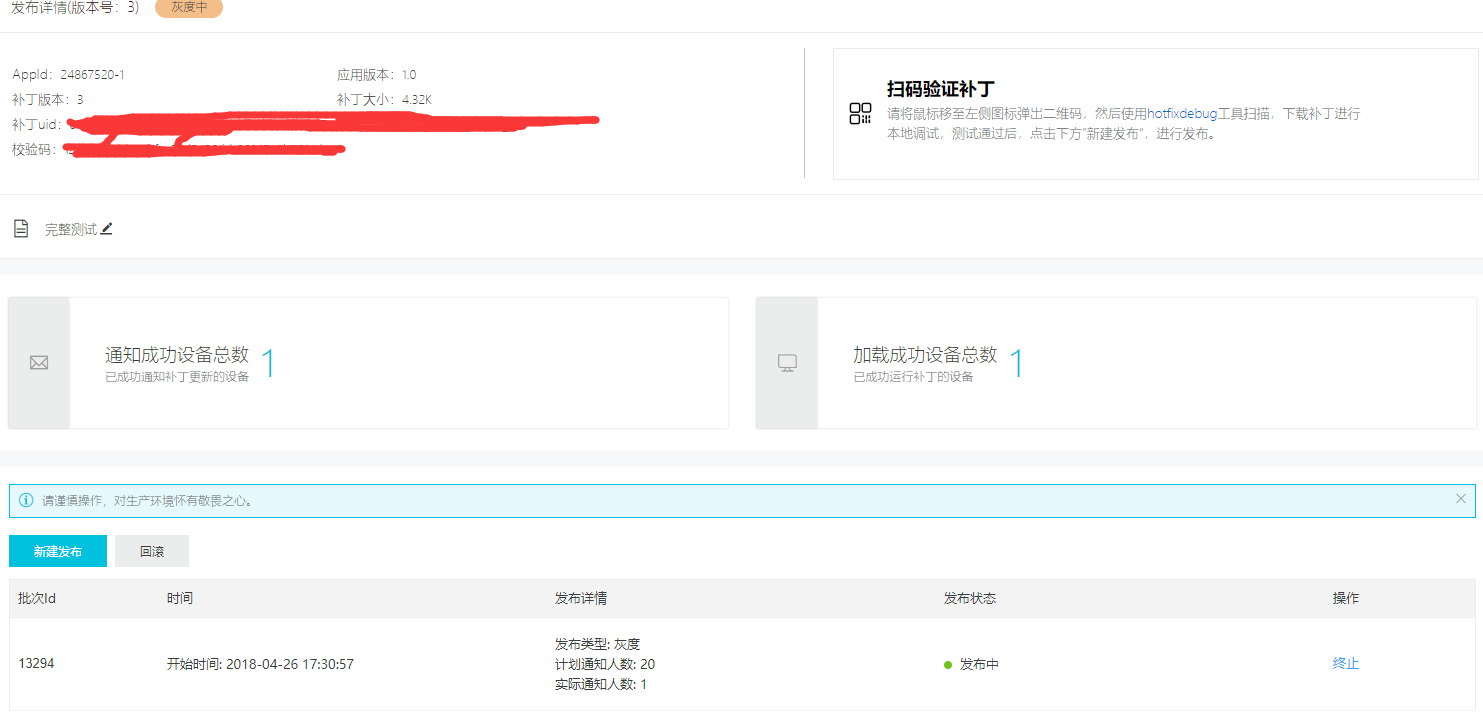 发布详情(版本号：3) 灰度中
AppId：24867520-1 应用版本：1.0
补丁版本：3 补丁大小：4.32K
补丁uid：
校验码：
扫码验证补丁
请将鼠标移至左侧图标弹出二维码，然后使用hotfixdebug工具扫描，下载补丁进行
本地调试，测试通过后，点击下方“新建发布”，进行发布。
完整测试
通知成功设备总数 1
已成功通知补丁更新的设备
加载成功设备总数 1
已成功运行补丁的设备
请谨慎操作，对生产环境怀有敬畏之心。
新建发布 回滚
批次Id 时间 发布详情 发布状态 操作
发布类型: 灰度
13294 开始时间: 2018-04-26 17:30:57 计划通知人数: 20 发布中 终止
实际通知人数: 1